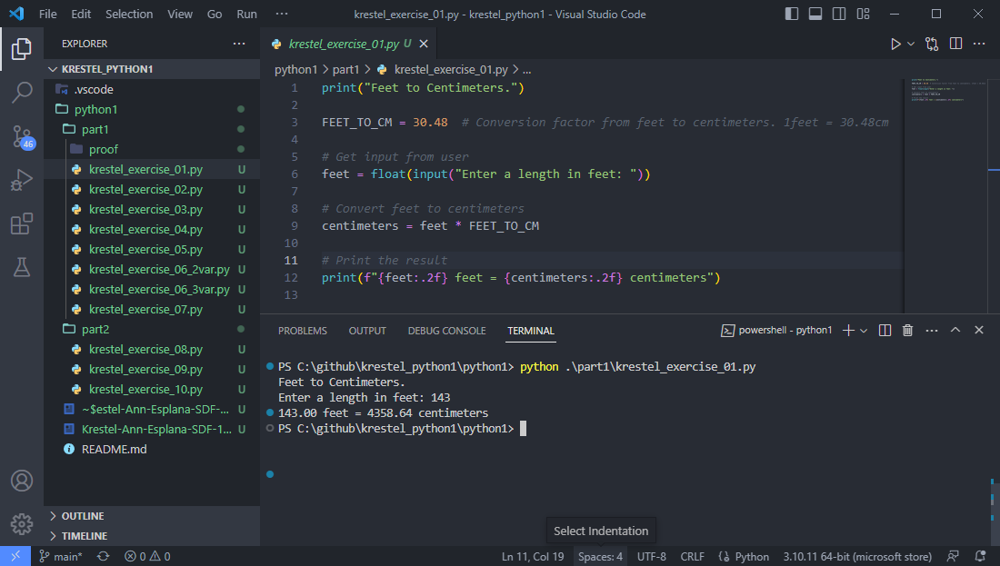 File Edit Selection View Go Run ··· krestel_exercise_01.py - krestel_python1 - Visual Studio Code
EXPLORER ···
KRESTEL_PYTHON1
.vscode
python1
part1
proof
krestel_exercise_01.py U
krestel_exercise_02.py U
krestel_exercise_03.py U
krestel_exercise_04.py U
krestel_exercise_05.py U
krestel_exercise_06_2var.py U
krestel_exercise_06_3var.py U
krestel_exercise_07.py U
part2
krestel_exercise_08.py U
krestel_exercise_09.py U
krestel_exercise_10.py U
~$estel-Ann-Esplana-SDF-... U
Krestel-Ann-Esplana-SDF-1... U
README.md
OUTLINE
TIMELINE
46
krestel_exercise_01.py U
python1 > part1 > krestel_exercise_01.py > ...
1 print("Feet to Centimeters.")
2
3 FEET_TO_CM = 30.48  # Conversion factor from feet to centimeters. 1feet = 30.48cm
4
5 # Get input from user
6 feet = float(input("Enter a length in feet: "))
7
8 # Convert feet to centimeters
9 centimeters = feet * FEET_TO_CM
10
11 # Print the result
12 print(f"{feet:.2f} feet = {centimeters:.2f} centimeters")
13
PROBLEMS OUTPUT DEBUG CONSOLE TERMINAL powershell - python1
PS C:\github\krestel_python1\python1> python .\part1\krestel_exercise_01.py
Feet to Centimeters.
Enter a length in feet: 143
143.00 feet = 4358.64 centimeters
PS C:\github\krestel_python1\python1>
Select Indentation
main* 0 0 Ln 11, Col 19 Spaces: 4 UTF-8 CRLF Python 3.10.11 64-bit (microsoft store)